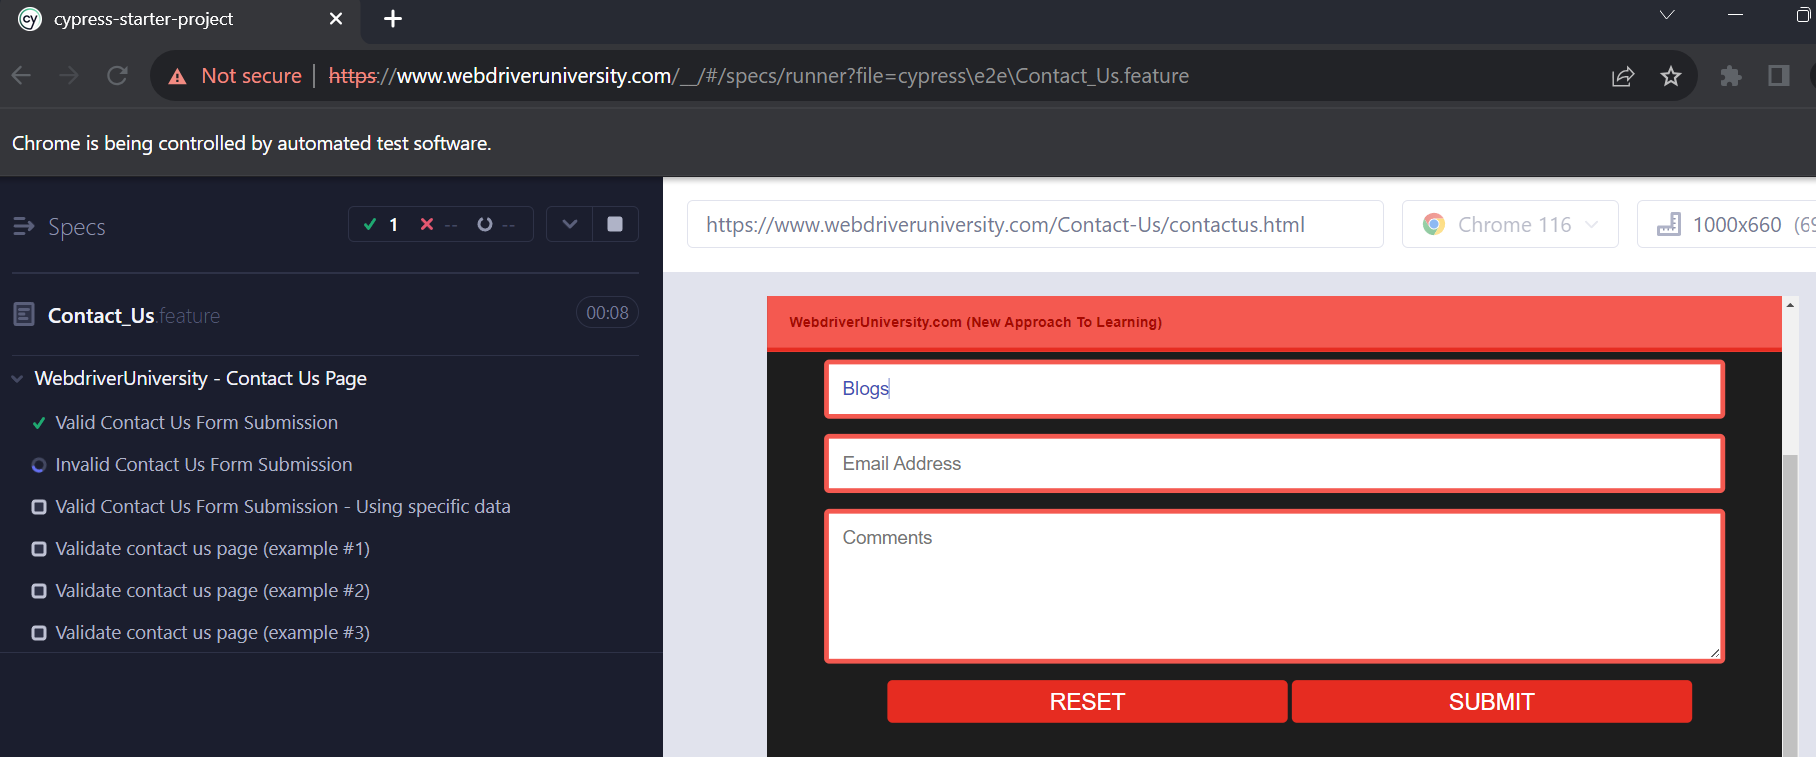 cypress-starter-project
Not secure | https://www.webdriveruniversity.com/__/#/specs/runner?file=cypress\e2e\Contact_Us.feature
Chrome is being controlled by automated test software.
Specs
1 -- --
https://www.webdriveruniversity.com/Contact-Us/contactus.html
Chrome 116
1000x660
Contact_Us.feature
00:08
WebdriverUniversity - Contact Us Page
Valid Contact Us Form Submission
Invalid Contact Us Form Submission
Valid Contact Us Form Submission - Using specific data
Validate contact us page (example #1)
Validate contact us page (example #2)
Validate contact us page (example #3)
WebdriverUniversity.com (New Approach To Learning)
Blogs
Email Address
Comments
RESET
SUBMIT